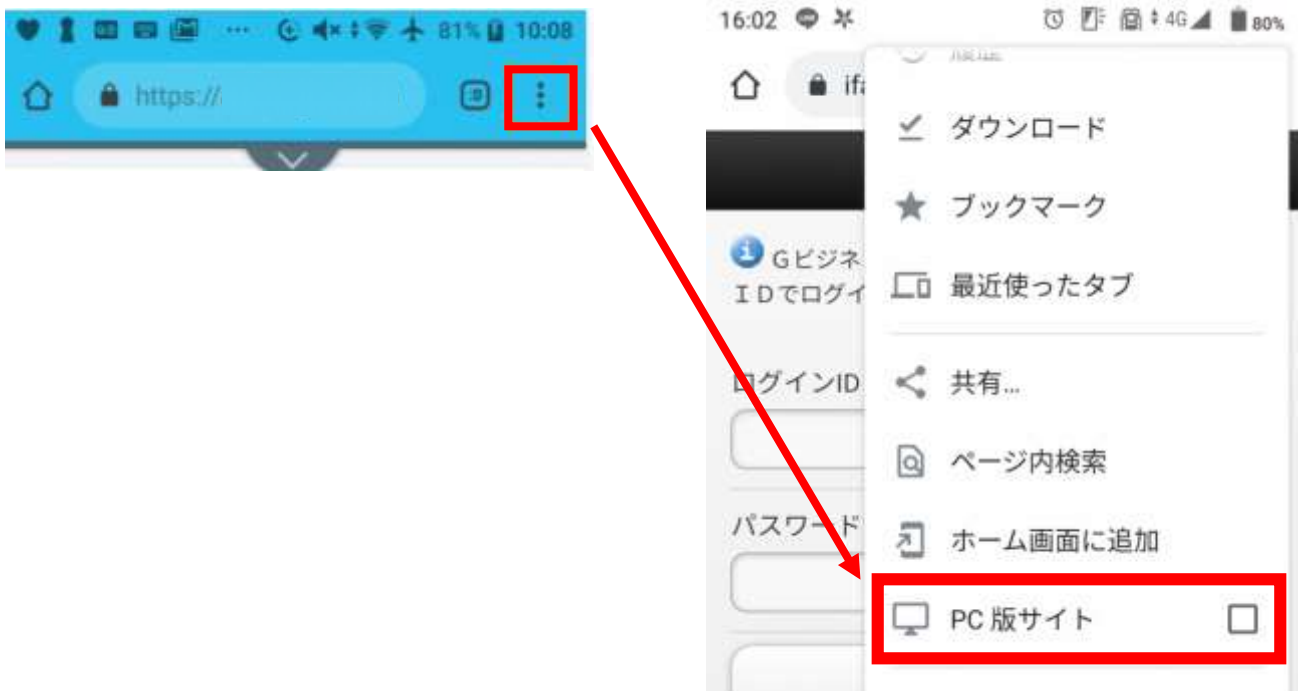 81% 10:08
https://
16:02 4G 80%
ifa
履歴
ダウンロード
ブックマーク
最近使ったタブ
共有...
ページ内検索
ホーム画面に追加
PC 版サイト
Gビジネ
IDでログイ
ログインID
パスワード